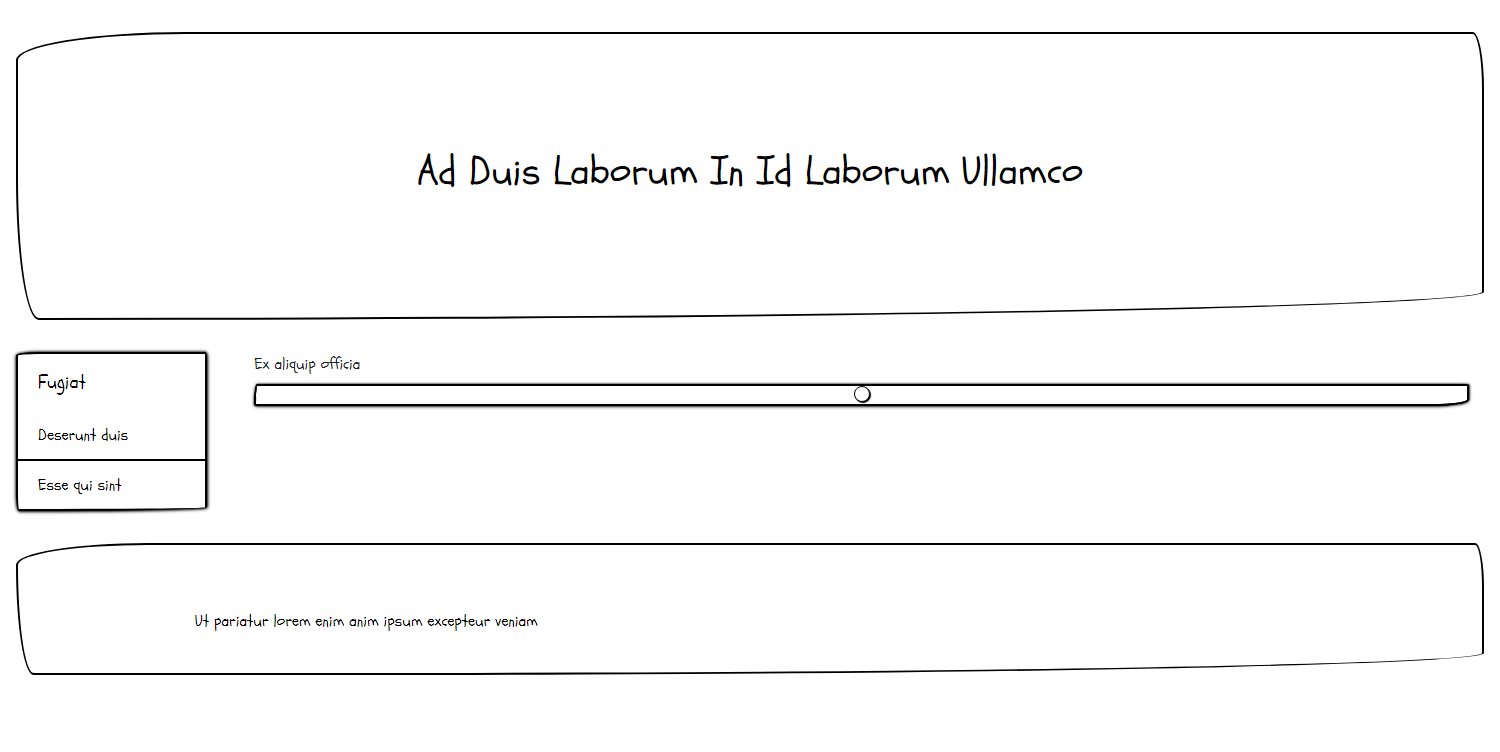 Ad Duis Laborum In Id Laborum Ullamco
Fugiat
Deserunt duis
Esse qui sint
Ex aliquip officia
Ut pariatur lorem enim anim ipsum excepteur veniam